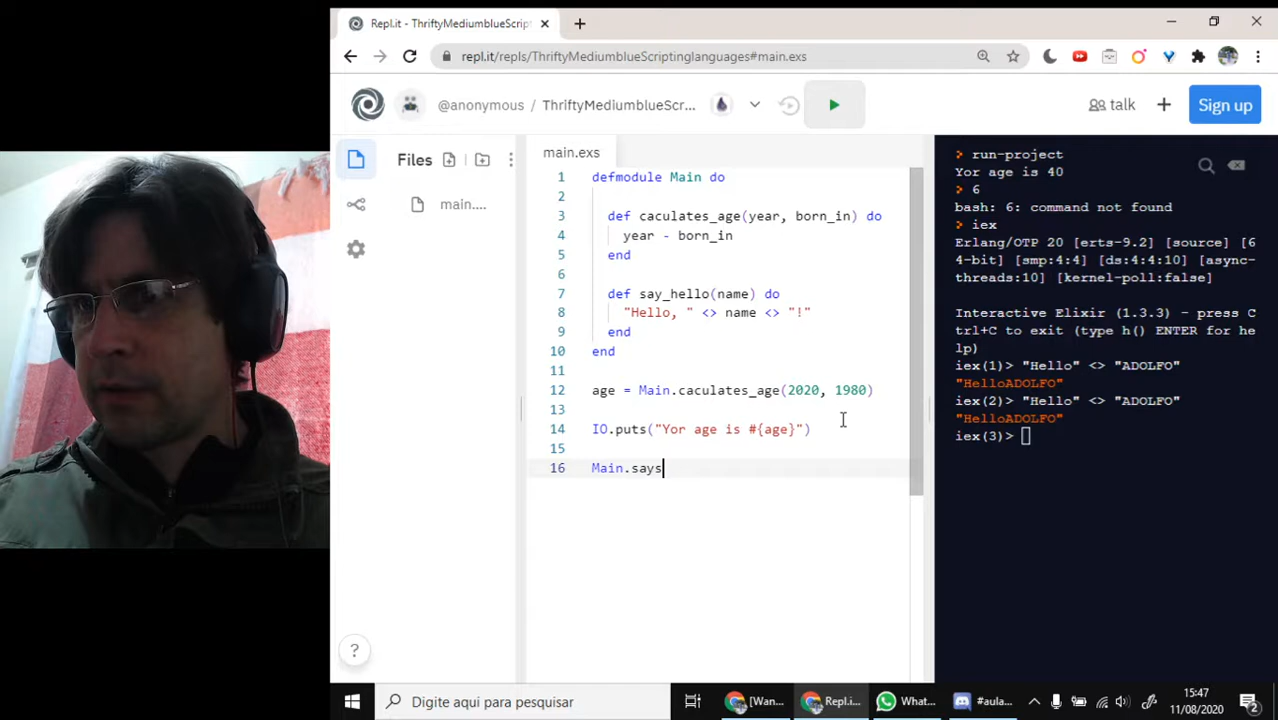 Repl.it - ThriftyMediumblueScript
repl.it/repls/ThriftyMediumblueScriptinglanguages#main.exs
@anonymous / ThriftyMediumblueScr...
talk
Sign up
Files
main....
main.exs
1 defmodule Main do
2
3 def caculates_age(year, born_in) do
4 year - born_in
5 end
6
7 def say_hello(name) do
8 "Hello, " <> name <> "!"
9 end
10 end
11
12 age = Main.caculates_age(2020, 1980)
13
14 IO.puts("Yor age is #{age}")
15
16 Main.says
> run-project
Yor age is 40
> 6
bash: 6: command not found
> iex
Erlang/OTP 20 [erts-9.2] [source] [6
4-bit] [smp:4:4] [ds:4:4:10] [async-
threads:10] [kernel-poll:false]
Interactive Elixir (1.3.3) - press C
trl+C to exit (type h() ENTER for he
lp)
iex(1)> "Hello" <> "ADOLFO"
"HelloADOLFO"
iex(2)> "Hello" <> "ADOLFO"
"HelloADOLFO"
iex(3)>
?
Digite aqui para pesquisar
[Wan...
Repl.i...
What...
#aula...
15:47
11/08/2020
2